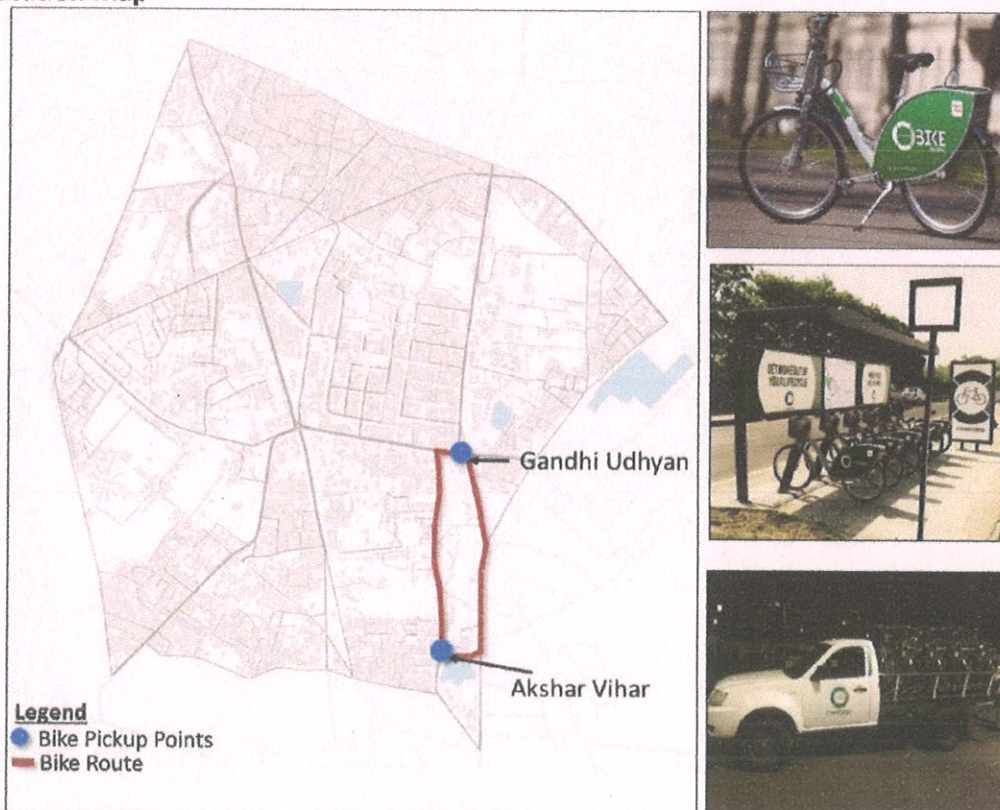 Gandhi Udhyan
Akshar Vihar
Legend
Bike Pickup Points
Bike Route
BIKE